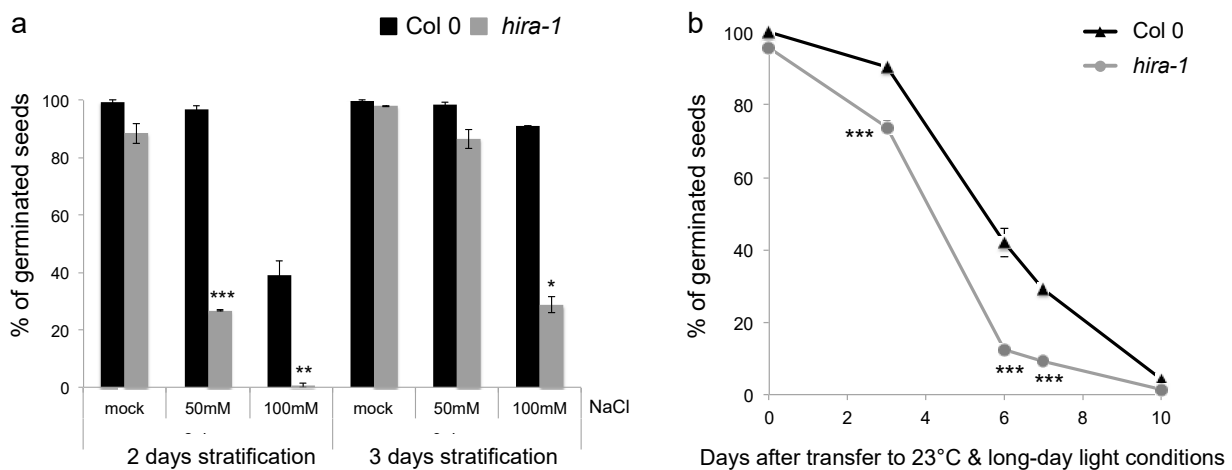 a
Col 0
hira-1
% of germinated seeds
100
80
60
40
20
0
***
**
*
mock 50mM 100mM mock 50mM 100mM NaCl
2 days stratification 3 days stratification
b
Col 0
hira-1
% of germinated seeds
100
80
60
40
20
0
***
*** ***
0 2 4 6 8 10
Days after transfer to 23°C & long-day light conditions